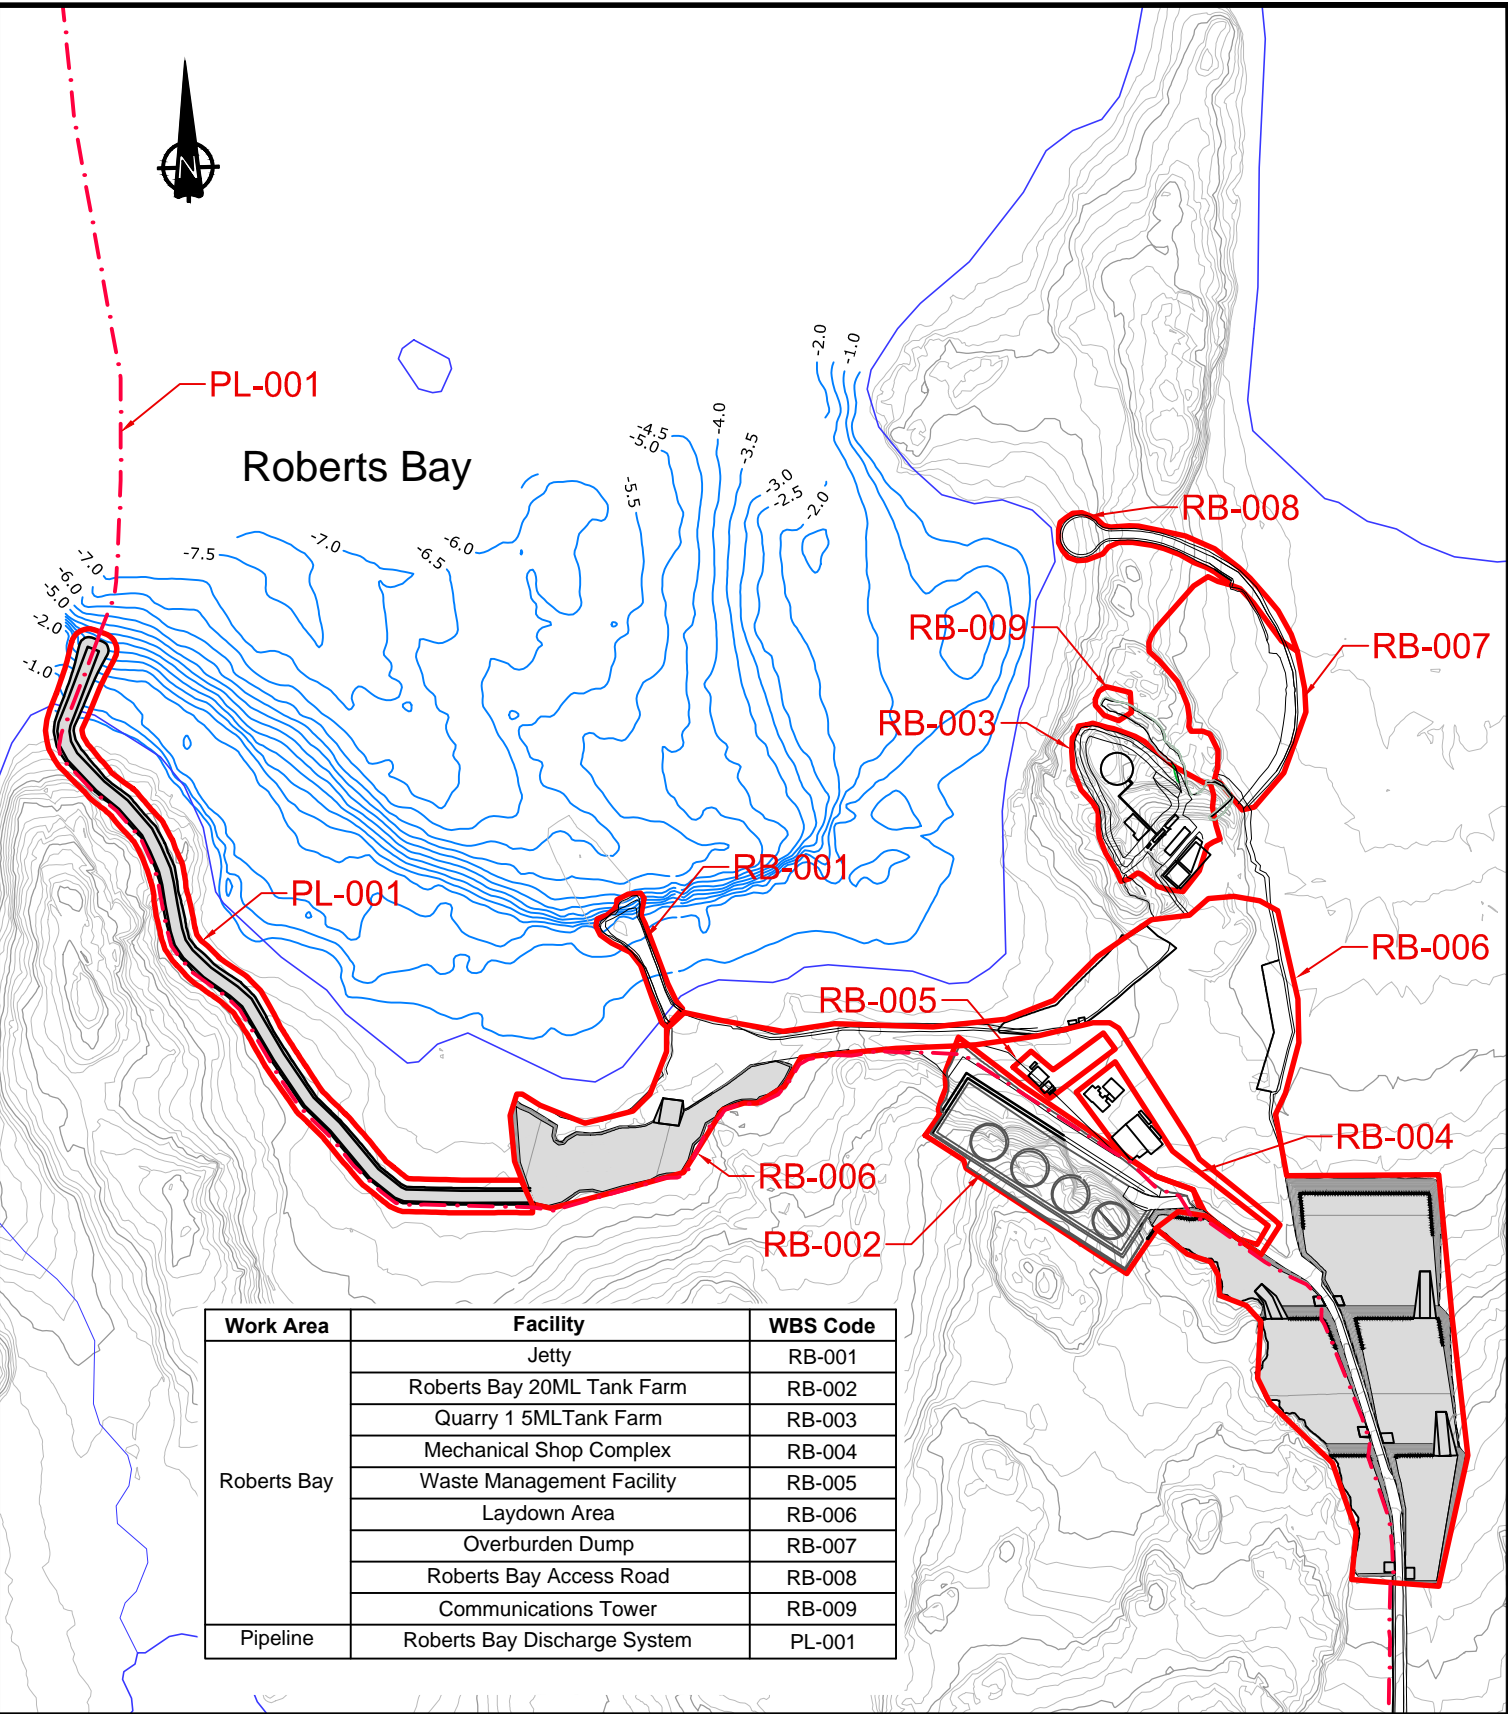 N
PL-001
Roberts Bay
-2.0
-1.0
-4.5
-5.0
-4.0
-3.5
-5.5
-3.0
-2.5
-2.0
-7.0
-6.0
-6.5
-7.5
-7.0
-6.0
-5.0
-2.0
-1.0
RB-008
RB-009
RB-007
RB-003
RB-001
PL-001
RB-006
RB-005
RB-004
RB-006
RB-002
Work Area Facility WBS Code
Jetty RB-001
Roberts Bay 20ML Tank Farm RB-002
Quarry 1 5MLTank Farm RB-003
Mechanical Shop Complex RB-004
Roberts Bay Waste Management Facility RB-005
Laydown Area RB-006
Overburden Dump RB-007
Roberts Bay Access Road RB-008
Communications Tower RB-009
Pipeline Roberts Bay Discharge System PL-001